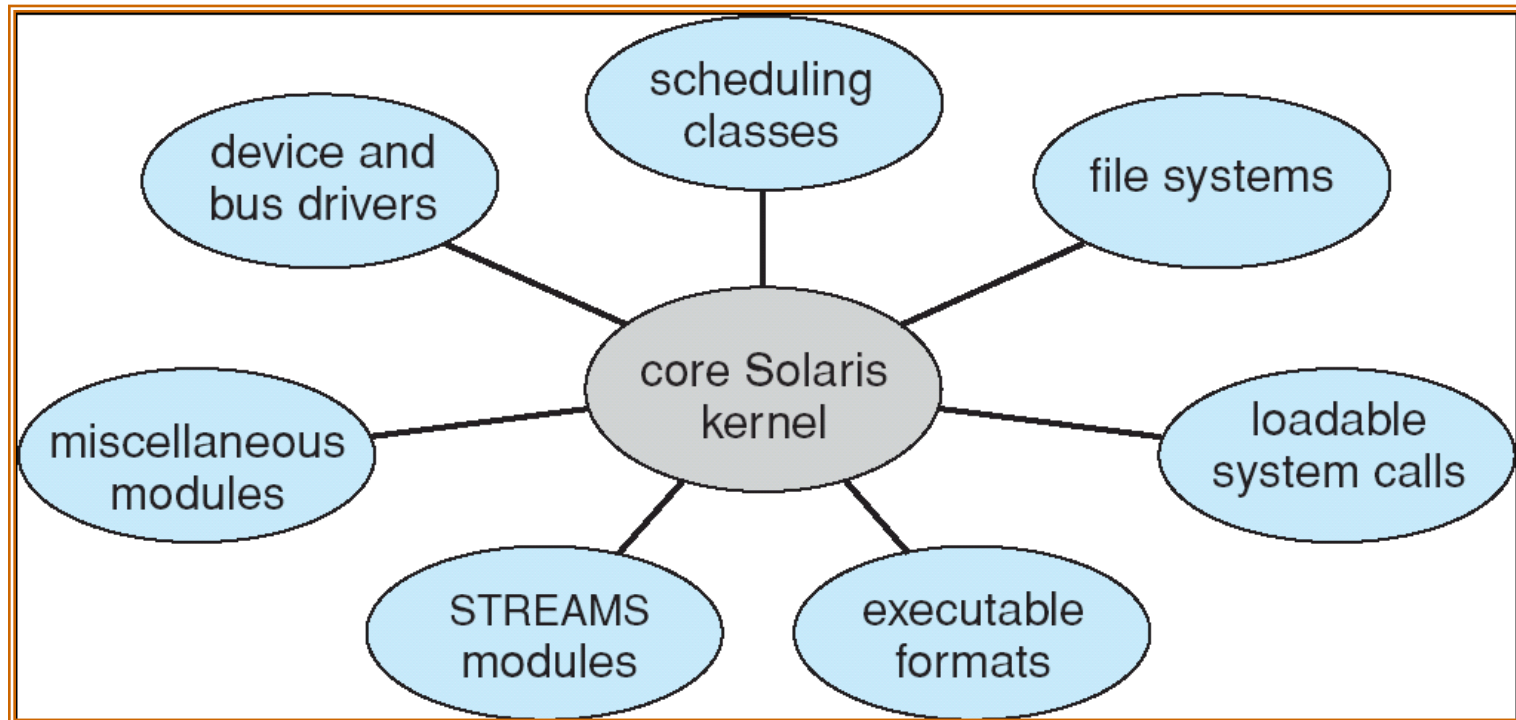 scheduling
classes
device and
bus drivers
file systems
core Solaris
kernel
miscellaneous
modules
loadable
system calls
STREAMS
modules
executable
formats